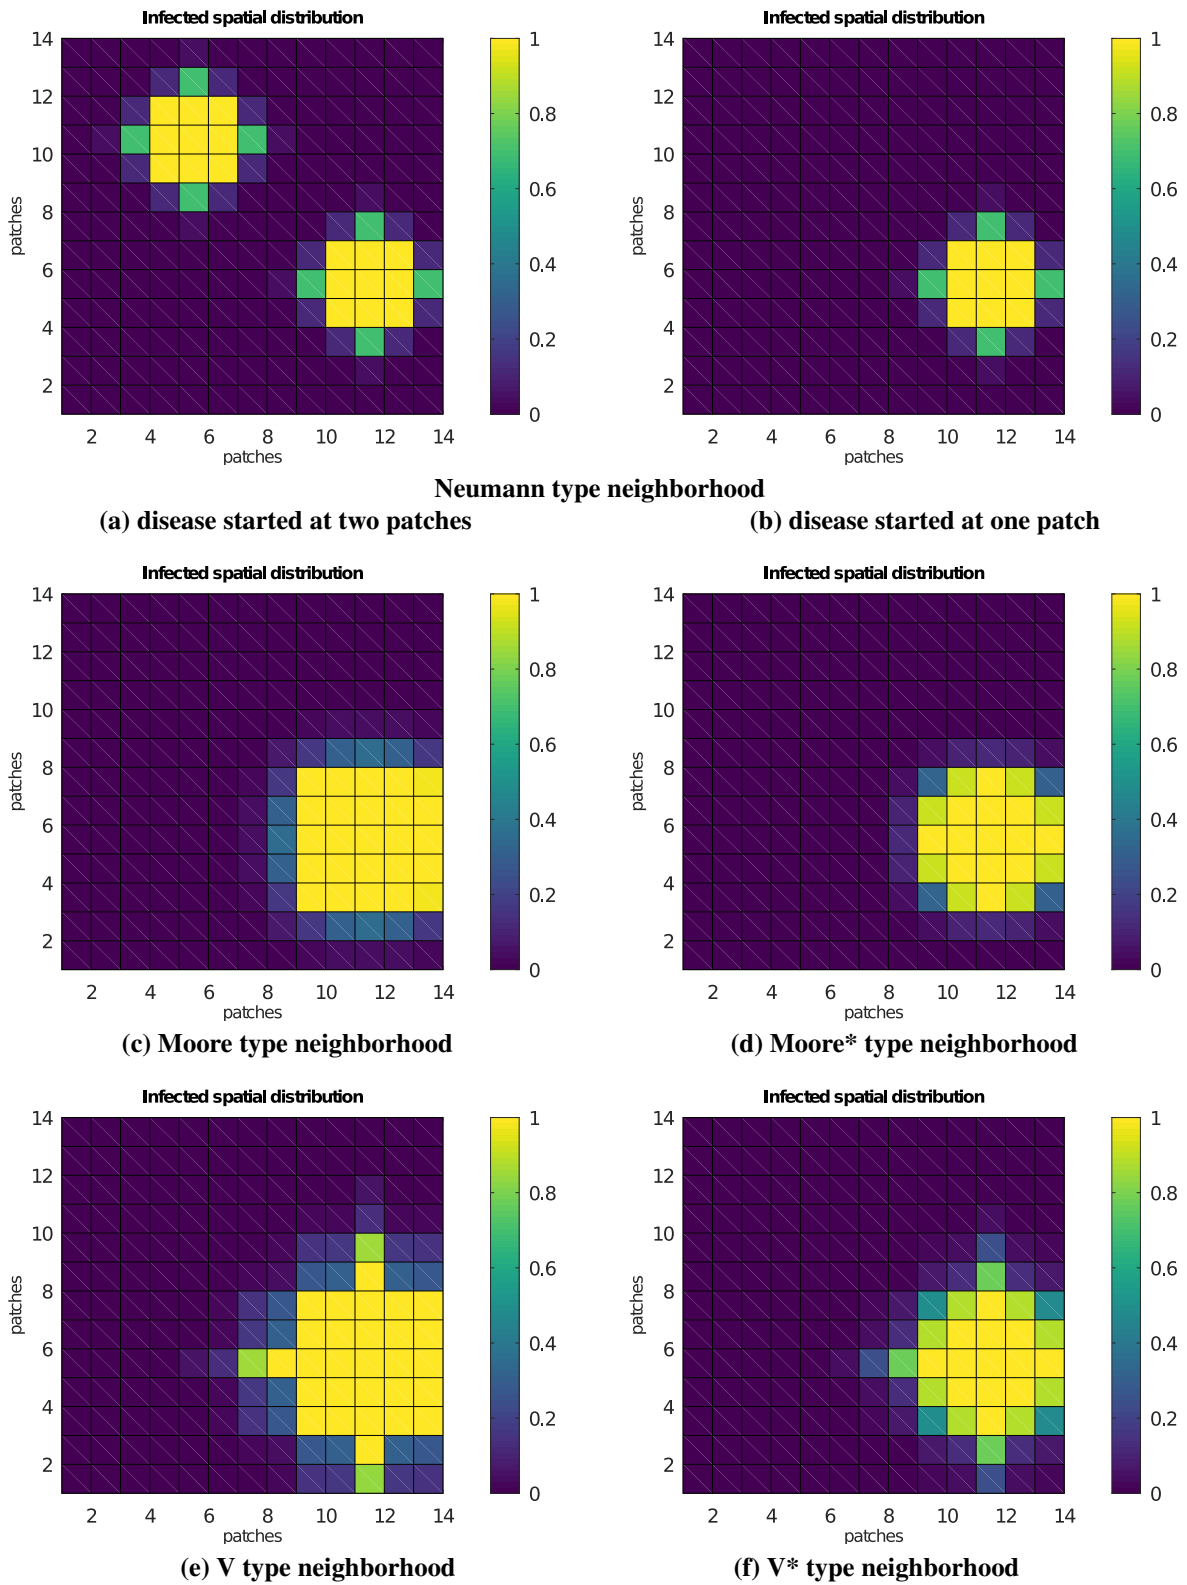 Infected spatial distribution Infected spatial distribution
14 1 14 1
12 0.8 12 0.8
10 0.6 10 0.6
8 8
patches patches
6 0.4 6 0.4
4 0.2 4 0.2
2 0 2 0
2 4 6 8 10 12 14 2 4 6 8 10 12 14
patches patches
Neumann type neighborhood
(a) disease started at two patches (b) disease started at one patch
Infected spatial distribution Infected spatial distribution
14 1 14 1
12 0.8 12 0.8
10 0.6 10 0.6
8 8
patches patches
6 0.4 6 0.4
4 0.2 4 0.2
2 0 2 0
2 4 6 8 10 12 14 2 4 6 8 10 12 14
patches patches
(c) Moore type neighborhood (d) Moore* type neighborhood
Infected spatial distribution Infected spatial distribution
14 1 14 1
12 0.8 12 0.8
10 0.6 10 0.6
8 8
patches patches
6 0.4 6 0.4
4 0.2 4 0.2
2 0 2 0
2 4 6 8 10 12 14 2 4 6 8 10 12 14
patches patches
(e) V type neighborhood (f) V* type neighborhood